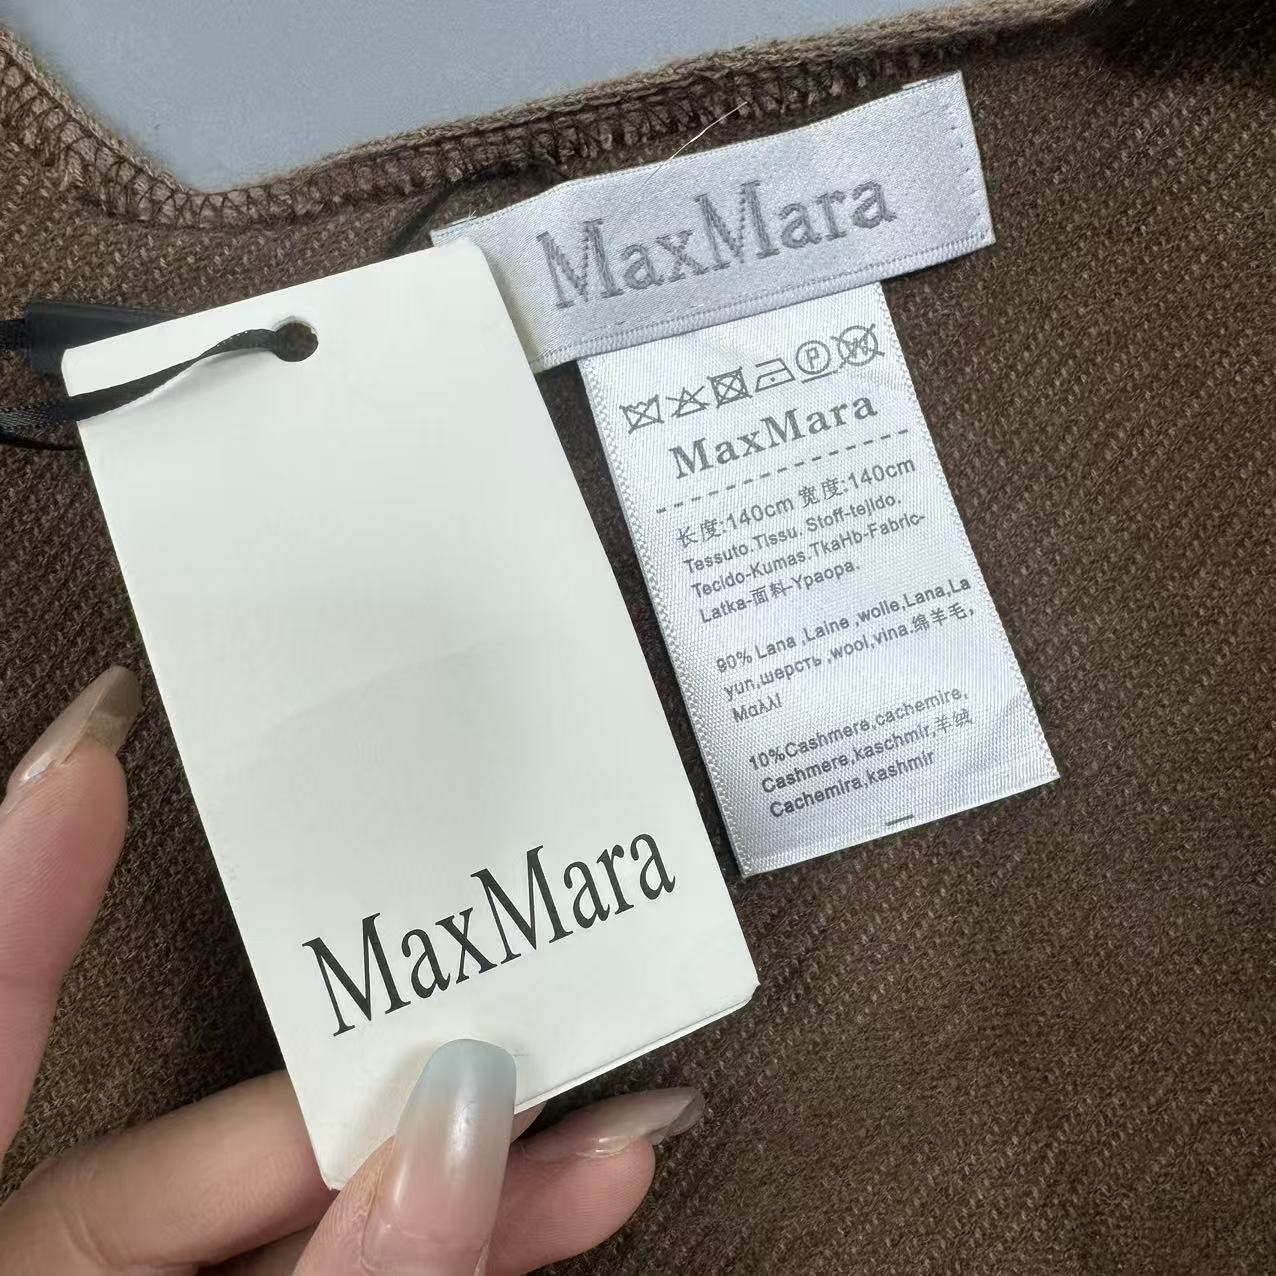 MaxMara
P
W
MaxMara
长度:140cm 宽度:140cm
Tessuto.Tissu. Stoff-tejido.
Tecido-Kumas.TkaHb-Fabric-
Latka-面料-Ypaopa.
90% Lana ,Laine ,wolle,Lana,La
yun,шерсть ,wool,vina.绵羊毛,
Μαλλί
10%Cashmere,cachemire,
Cashmere,kaschmir,羊绒
Cachemira,kashmir
MaxMara